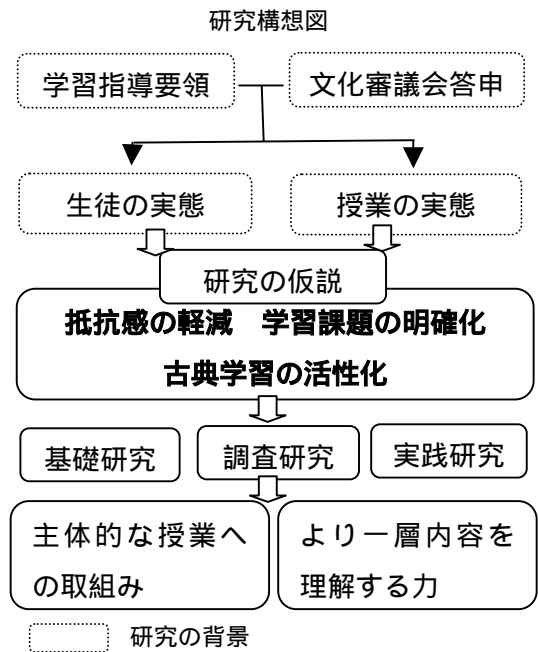 研究構想図
学習指導要領
文化審議会答申
生徒の実態
授業の実態
研究の仮説
抵抗感の軽減　学習課題の明確化
古典学習の活性化
基礎研究
調査研究
実践研究
主体的な授業へ
の取組み
より一層内容を
理解する力
研究の背景